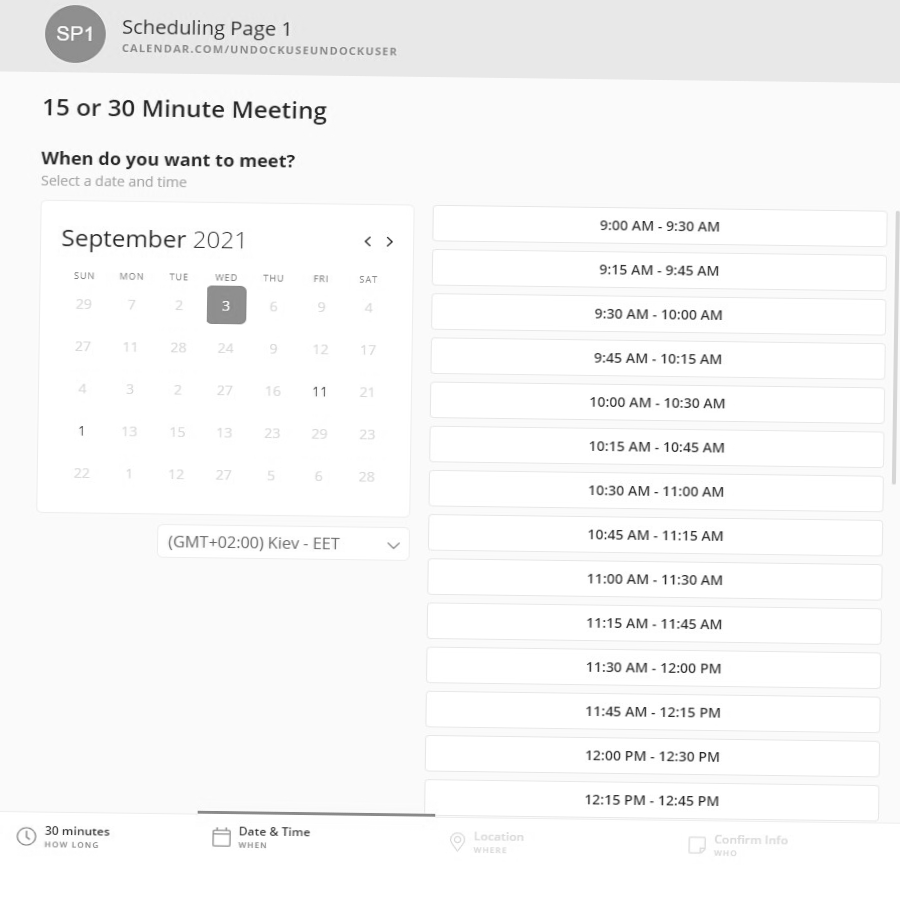 SP1
Scheduling Page 1
CALENDAR.COM/UNDOCKUSEUNDOCKUSER
15 or 30 Minute Meeting
When do you want to meet?
Select a date and time
September 2021
SUN MON TUE WED THU FRI SAT
29 7 2 3 6 9 4
27 11 28 24 9 12 17
4 3 2 27 16 11 21
1 13 15 13 23 29 23
22 1 12 27 5 6 28
(GMT+02:00) Kiev - EET
9:00 AM - 9:30 AM
9:15 AM - 9:45 AM
9:30 AM - 10:00 AM
9:45 AM - 10:15 AM
10:00 AM - 10:30 AM
10:15 AM - 10:45 AM
10:30 AM - 11:00 AM
10:45 AM - 11:15 AM
11:00 AM - 11:30 AM
11:15 AM - 11:45 AM
11:30 AM - 12:00 PM
11:45 AM - 12:15 PM
12:00 PM - 12:30 PM
12:15 PM - 12:45 PM
30 minutes
HOW LONG
Date & Time
WHEN
Location
WHERE
Confirm Info
WHO